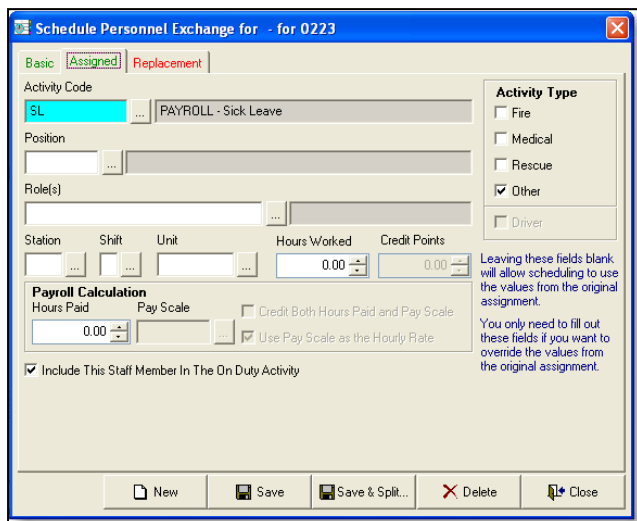 Schedule Personnel Exchange for - for 0223
Basic Assigned Replacement
Activity Code
SL ... PAYROLL - Sick Leave
Position
...
Role(s)
...
Station Shift Unit Hours Worked Credit Points
... ... ... 0.00 0.00
Payroll Calculation
Hours Paid Pay Scale
0.00 ...
Credit Both Hours Paid and Pay Scale
Use Pay Scale as the Hourly Rate
Include This Staff Member In The On Duty Activity
Activity Type
Fire
Medical
Rescue
Other
Driver
Leaving these fields blank
will allow scheduling to use
the values from the original
assignment.
You only need to fill out
these fields if you want to
override the values from
the original assignment.
New Save Save & Split... Delete Close